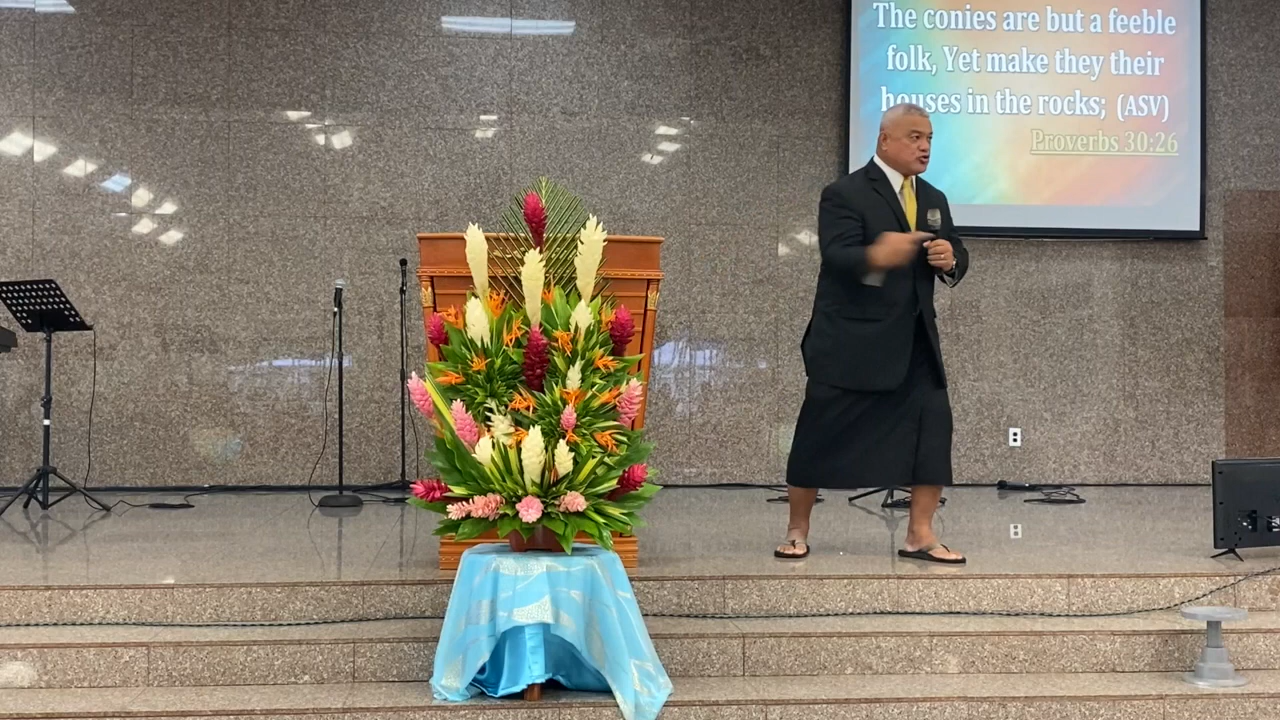 The conies are but a feeble
folk, Yet make they their
houses in the rocks; (ASV)
Proverbs 30:26